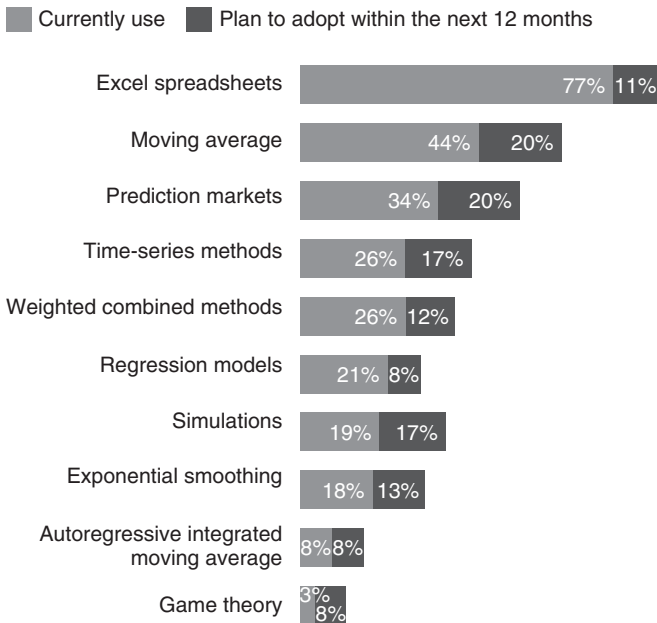 Currently use Plan to adopt within the next 12 months
Excel spreadsheets 77% 11%
Moving average 44% 20%
Prediction markets 34% 20%
Time-series methods 26% 17%
Weighted combined methods 26% 12%
Regression models 21% 8%
Simulations 19% 17%
Exponential smoothing 18% 13%
Autoregressive integrated
moving average 8% 8%
Game theory 3% 8%